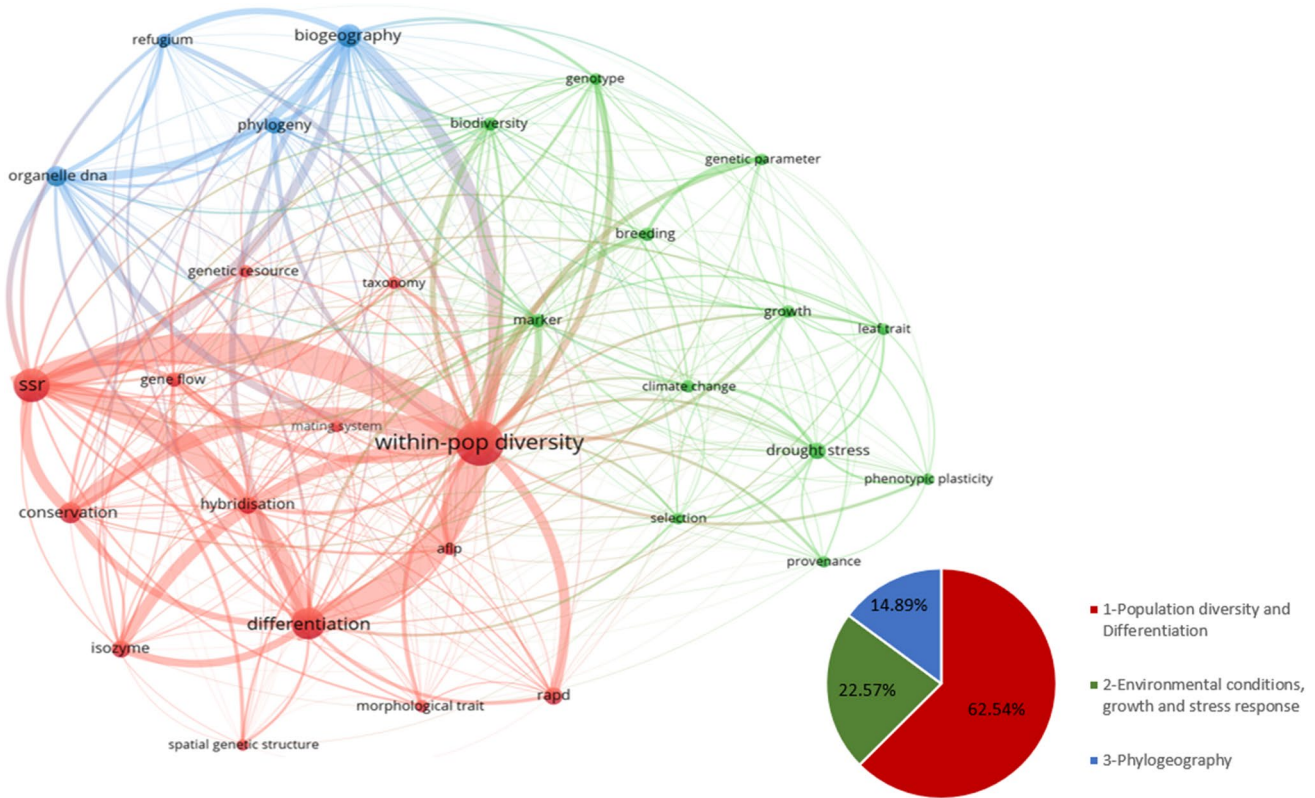 refugium
biogeography
genotype
phylogeny
biodiversity
genetic parameter
organelle dna
breeding
genetic resource
taxonomy
marker
growth
leaf trait
ssr
gene flow
climate change
mating system
within-pop diversity
drought stress
phenotypic plasticity
conservation
hybridisation
selection
aflp
provenance
differentiation
isozyme
rapd
morphological trait
spatial genetic structure
14.89%
22.57%
62.54%
1-Population diversity and
Differentiation
2-Environmental conditions,
growth and stress response
3-Phylogeography